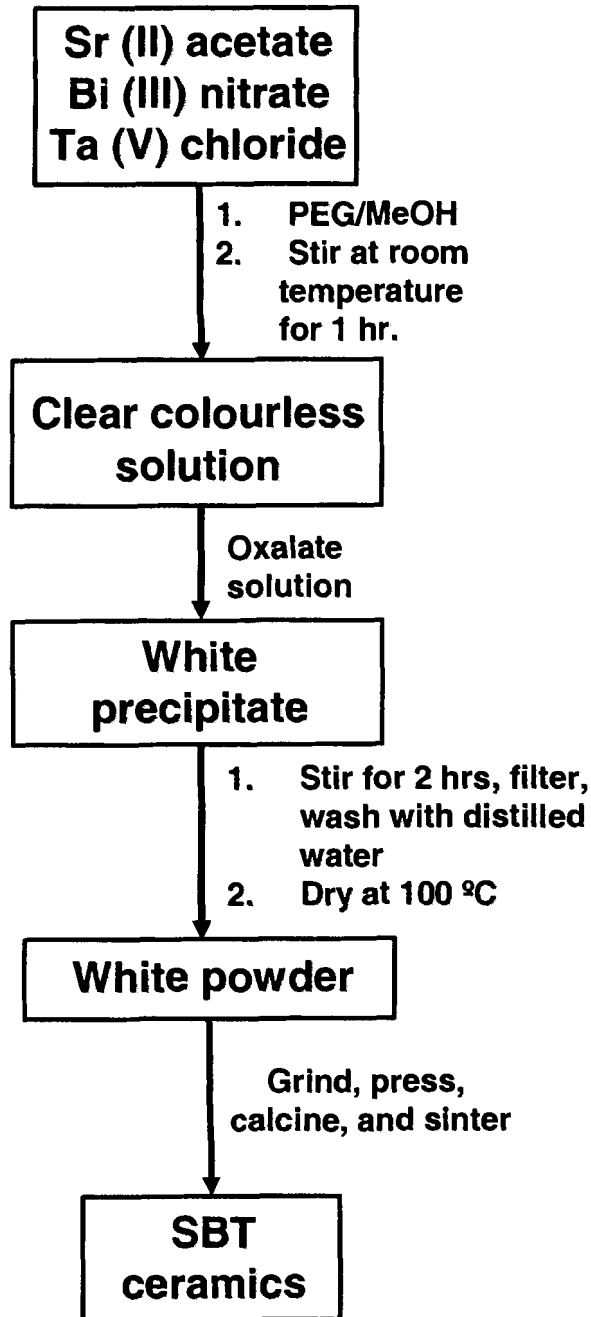 Sr (II) acetate
Bi (III) nitrate
Ta (V) chloride
1. PEG/MeOH
2. Stir at room
temperature
for 1 hr.
Clear colourless
solution
Oxalate
solution
White
precipitate
1. Stir for 2 hrs, filter,
wash with distilled
water
2. Dry at 100 ºC
White powder
Grind, press,
calcine, and sinter
SBT
ceramics